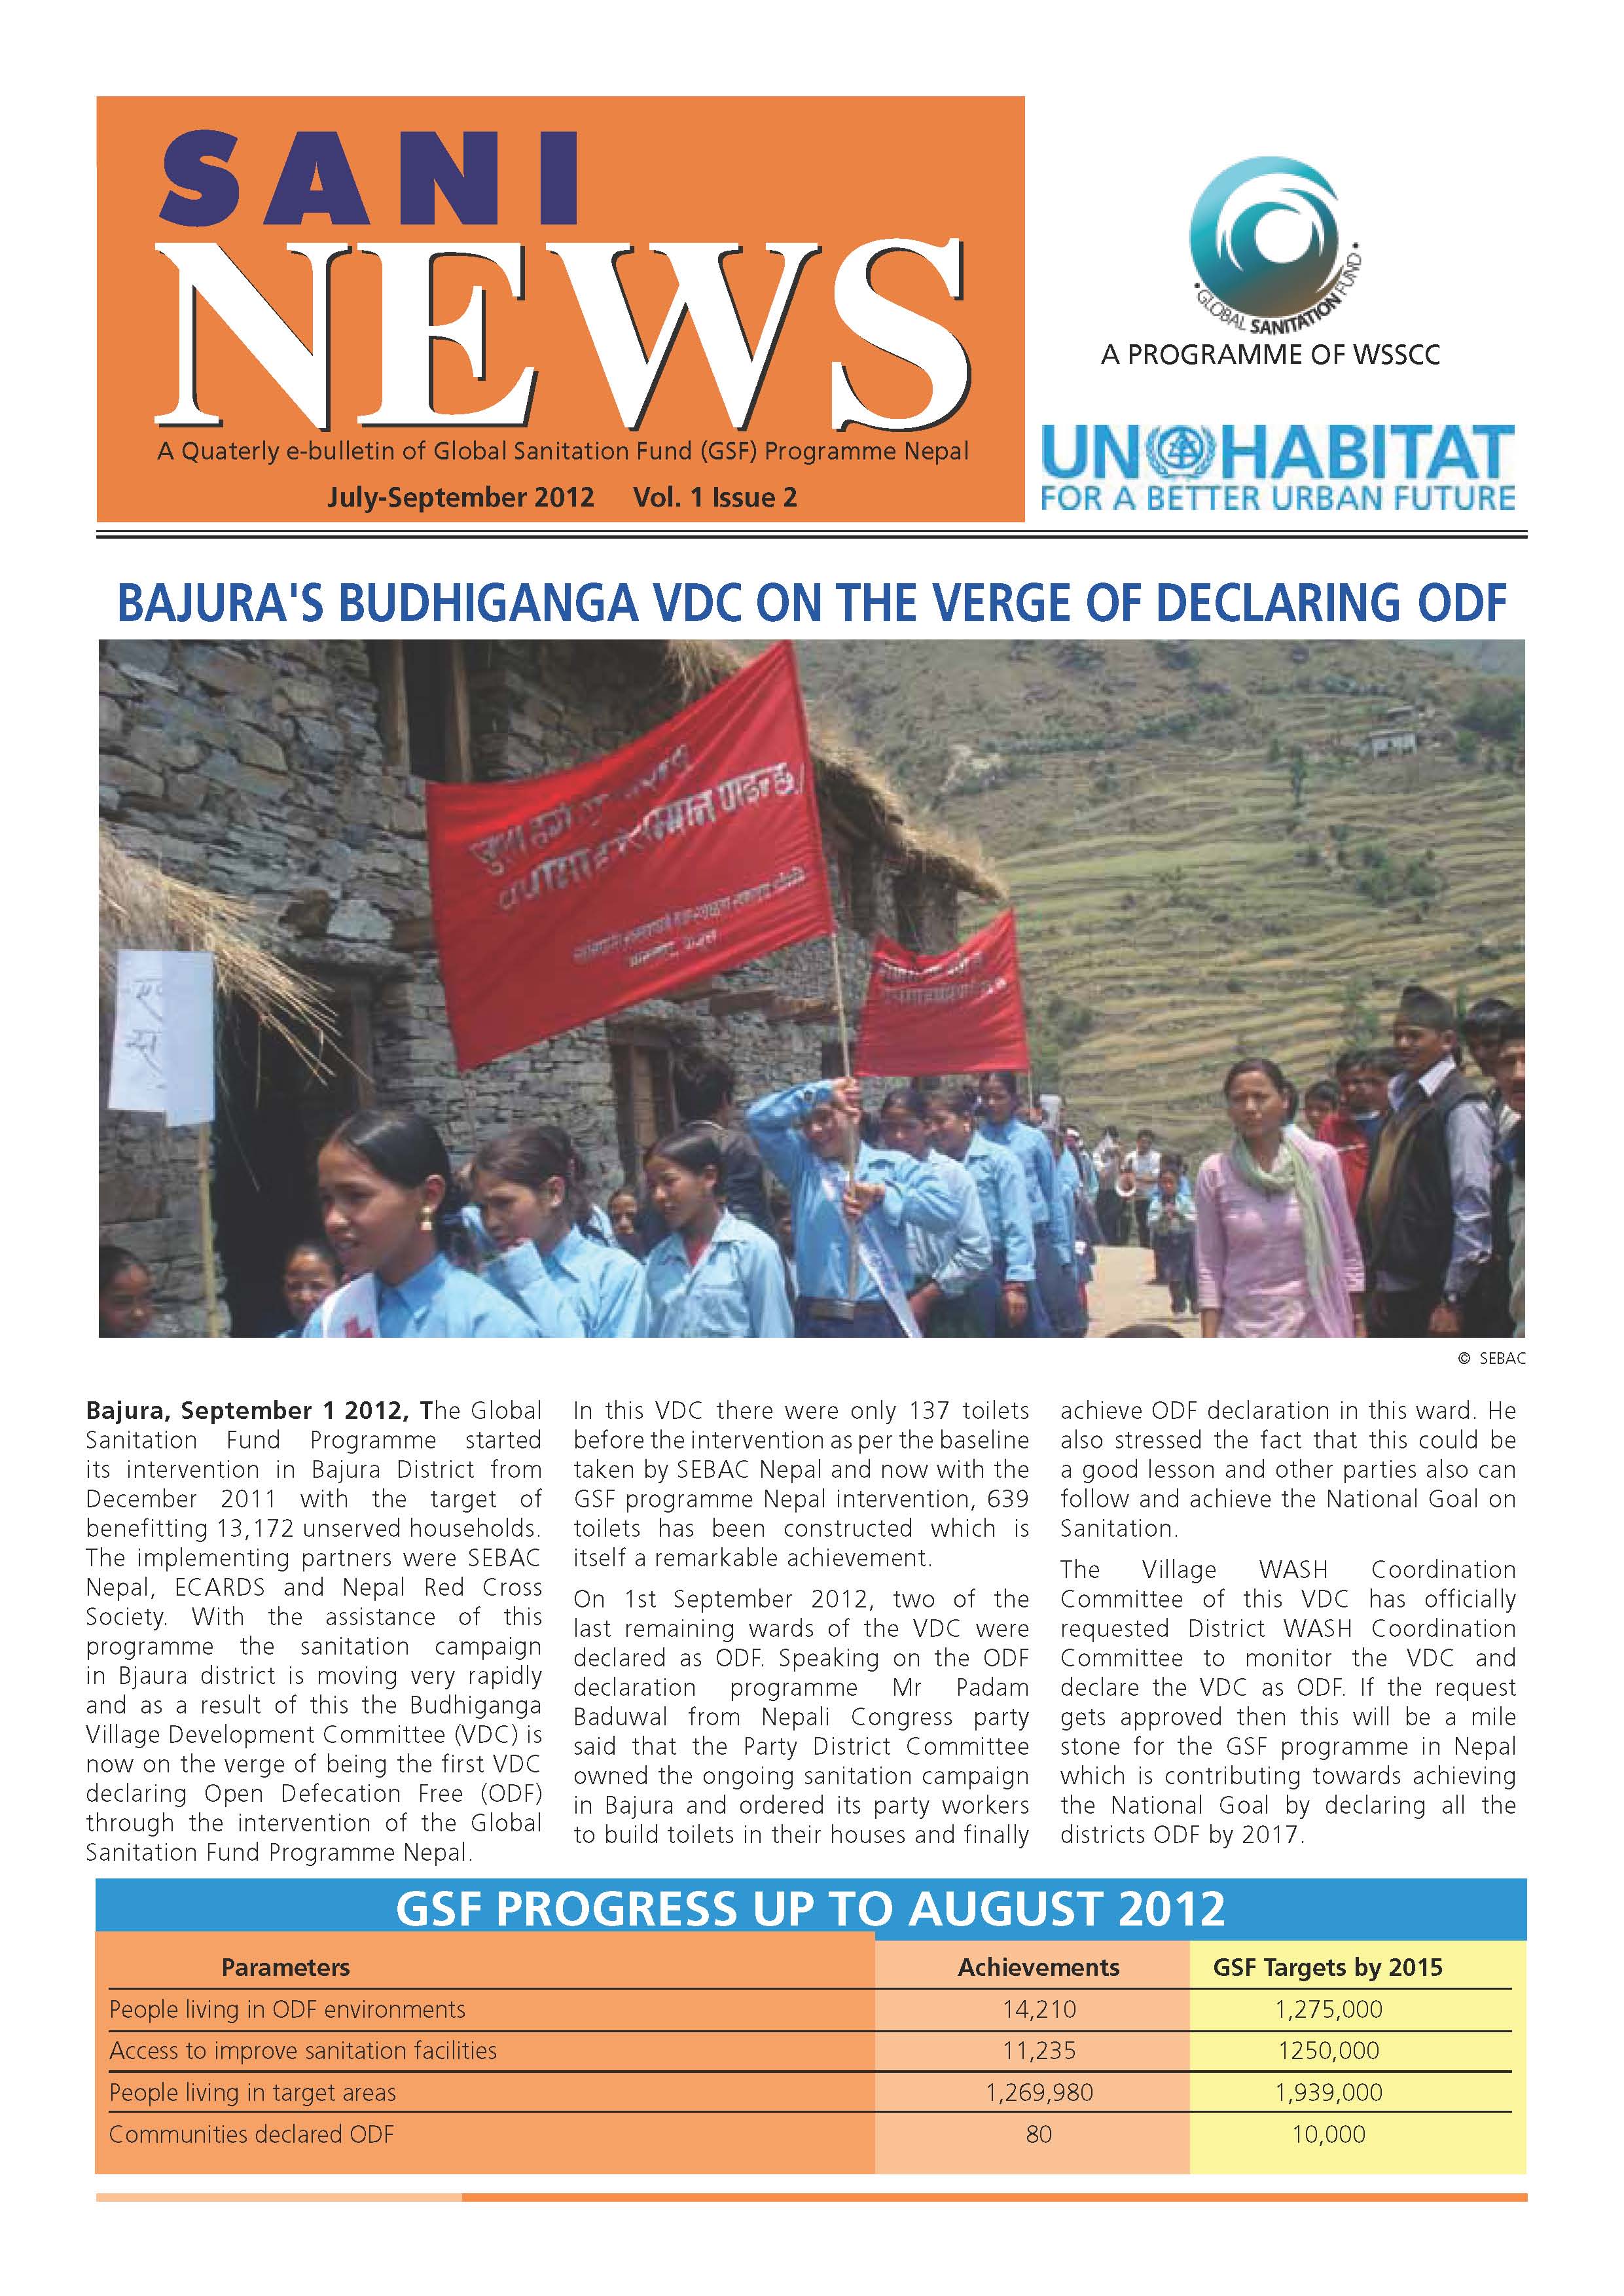 SANI
NEWS
A Quaterly e-bulletin of Global Sanitation Fund (GSF) Programme Nepal
July-September 2012 Vol. 1 Issue 2
• GLOBAL SANITATION FUND •
A PROGRAMME OF WSSCC
UN HABITAT
FOR A BETTER URBAN FUTURE
BAJURA'S BUDHIGANGA VDC ON THE VERGE OF DECLARING ODF
सम्मान पाइन्छ।
© SEBAC
Bajura, September 1 2012, The Global
Sanitation Fund Programme started
its intervention in Bajura District from
December 2011 with the target of
benefitting 13,172 unserved households.
The implementing partners were SEBAC
Nepal, ECARDS and Nepal Red Cross
Society. With the assistance of this
programme the sanitation campaign
in Bjaura district is moving very rapidly
and as a result of this the Budhiganga
Village Development Committee (VDC) is
now on the verge of being the first VDC
declaring Open Defecation Free (ODF)
through the intervention of the Global
Sanitation Fund Programme Nepal.
In this VDC there were only 137 toilets
before the intervention as per the baseline
taken by SEBAC Nepal and now with the
GSF programme Nepal intervention, 639
toilets has been constructed which is
itself a remarkable achievement.
On 1st September 2012, two of the
last remaining wards of the VDC were
declared as ODF. Speaking on the ODF
declaration programme Mr Padam
Baduwal from Nepali Congress party
said that the Party District Committee
owned the ongoing sanitation campaign
in Bajura and ordered its party workers
to build toilets in their houses and finally
achieve ODF declaration in this ward. He
also stressed the fact that this could be
a good lesson and other parties also can
follow and achieve the National Goal on
Sanitation.
The Village WASH Coordination
Committee of this VDC has officially
requested District WASH Coordination
Committee to monitor the VDC and
declare the VDC as ODF. If the request
gets approved then this will be a mile
stone for the GSF programme in Nepal
which is contributing towards achieving
the National Goal by declaring all the
districts ODF by 2017.
GSF PROGRESS UP TO AUGUST 2012
Parameters Achievements GSF Targets by 2015
People living in ODF environments 14,210 1,275,000
Access to improve sanitation facilities 11,235 1250,000
People living in target areas 1,269,980 1,939,000
Communities declared ODF 80 10,000